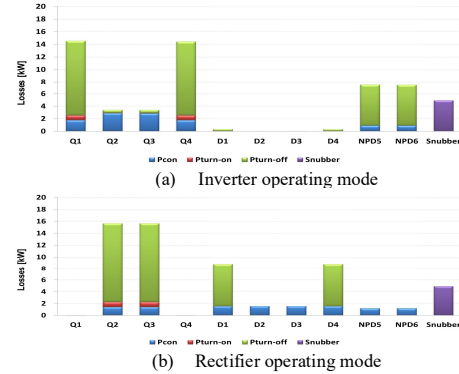 20
18
16
14
12
10
8
6
4
2
0
Losses [kW]
Q1 Q2 Q3 Q4 D1 D2 D3 D4 NPD5 NPD6 Snubber
Pcon Pturn-on Pturn-off Snubber
(a) Inverter operating mode
20
18
16
14
12
10
8
6
4
2
0
Losses [kW]
Q1 Q2 Q3 Q4 D1 D2 D3 D4 NPD5 NPD6 Snubber
Pcon Pturn-on Pturn-off Snubber
(b) Rectifier operating mode